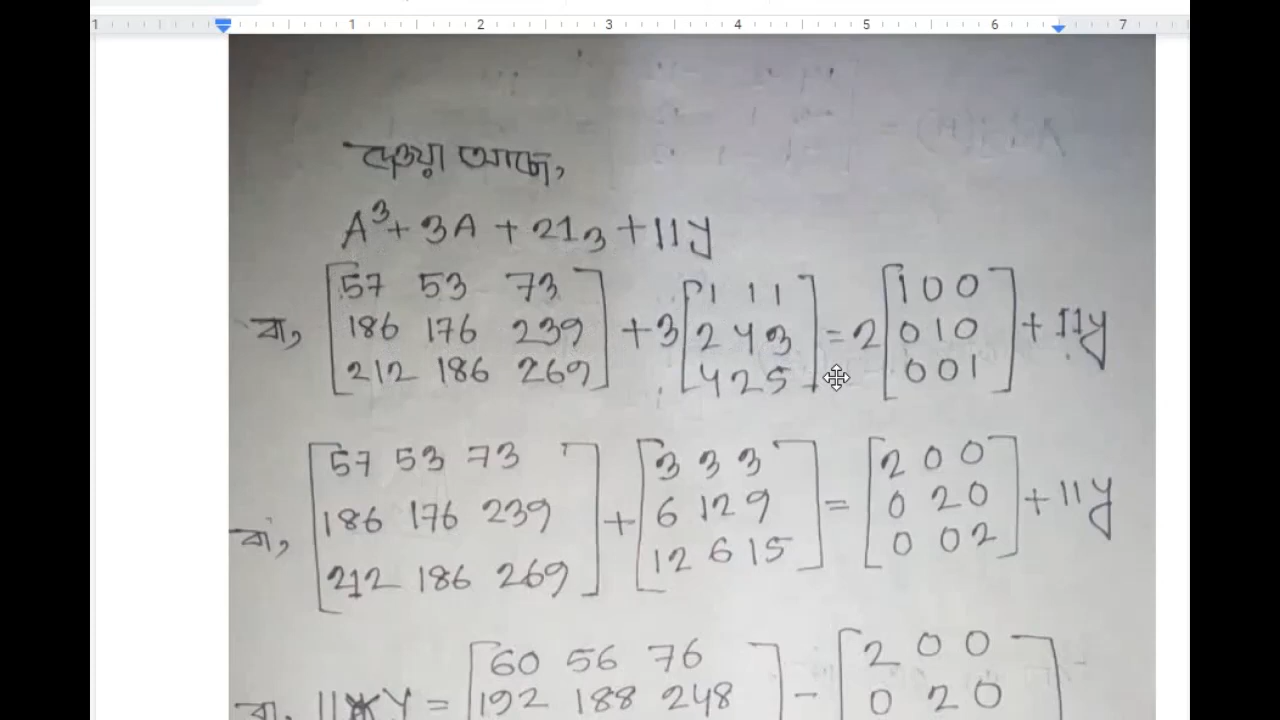 1 1 2 3 4 5 6 7
দেওয়া আছে,
A³ + 3A + 2I₃ + 11Y
বা, [57 53 73 + 3[1 1 1 = 2[1 0 0 + 11Y
186 176 239 2 4 3 0 1 0
212 186 269] 4 2 5] 0 0 1]
বা, [57 53 73 + [3 3 3 = [2 0 0 + 11Y
186 176 239 6 12 9 0 2 0
212 186 269] 12 6 15] 0 0 2]
বা, 11 Y = [60 56 76 - [2 0 0
192 188 248 0 2 0